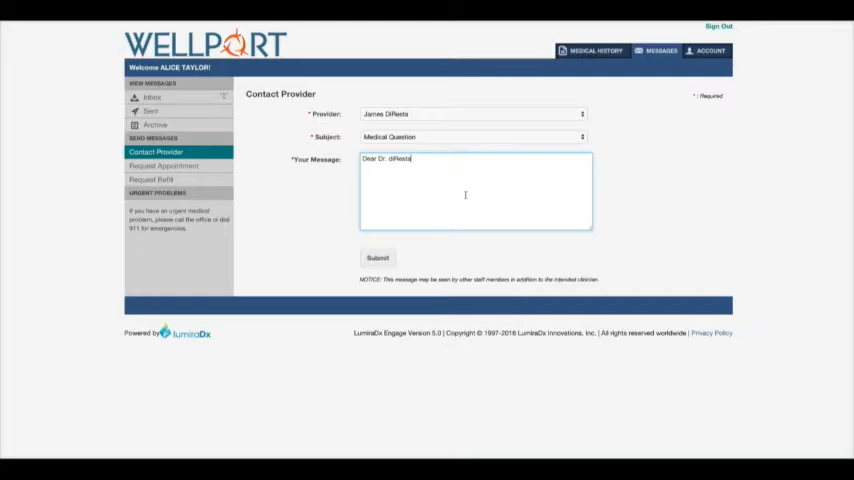 Sign Out
WELLPORT
MEDICAL HISTORY MESSAGES ACCOUNT
Welcome ALICE TAYLOR!
VIEW MESSAGES
Inbox
Sent
Archive
SEND MESSAGES
Contact Provider
Request Appointment
Request Refill
URGENT PROBLEMS
If you have an urgent medical
problem, please call the office or dial
911 for emergencies.
Contact Provider
* : Required
* Provider: James DiResta
* Subject: Medical Question
*Your Message: Dear Dr. diResta
Submit
NOTICE: This message may be seen by other staff members in addition to the intended clinician.
Powered by lumiraDx
LumiraDx Engage Version 5.0 | Copyright © 1997-2016 LumiraDx Innovations, Inc. | All rights reserved worldwide | Privacy Policy